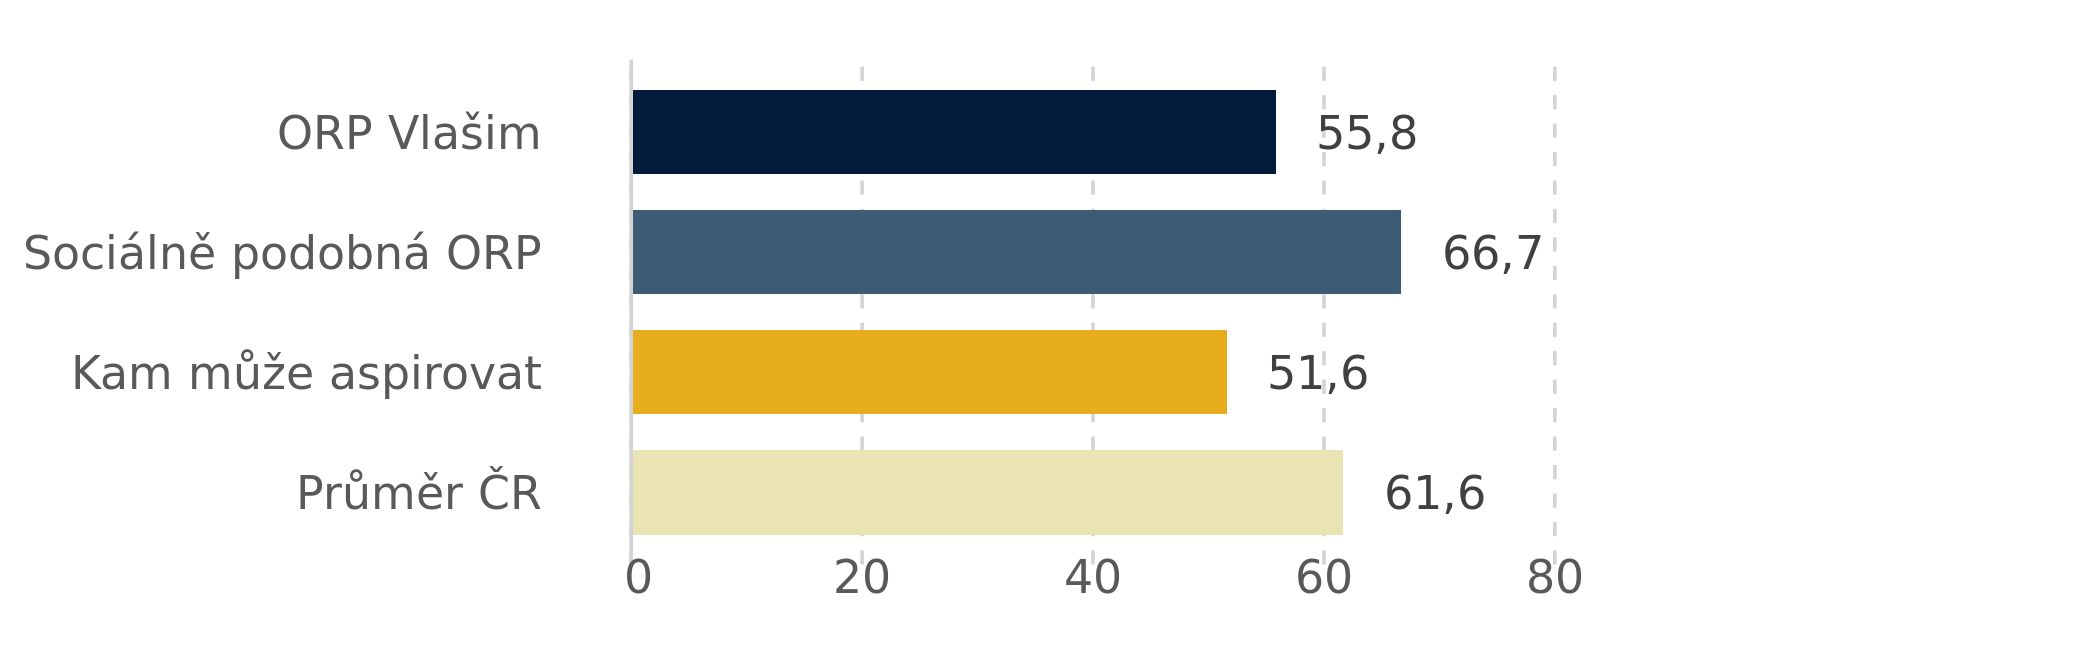 ORP Vlašim
55,8
Sociálně podobná ORP
66,7
Kam může aspirovat
51,6
Průměr ČR
61,6
0 20 40 60 80